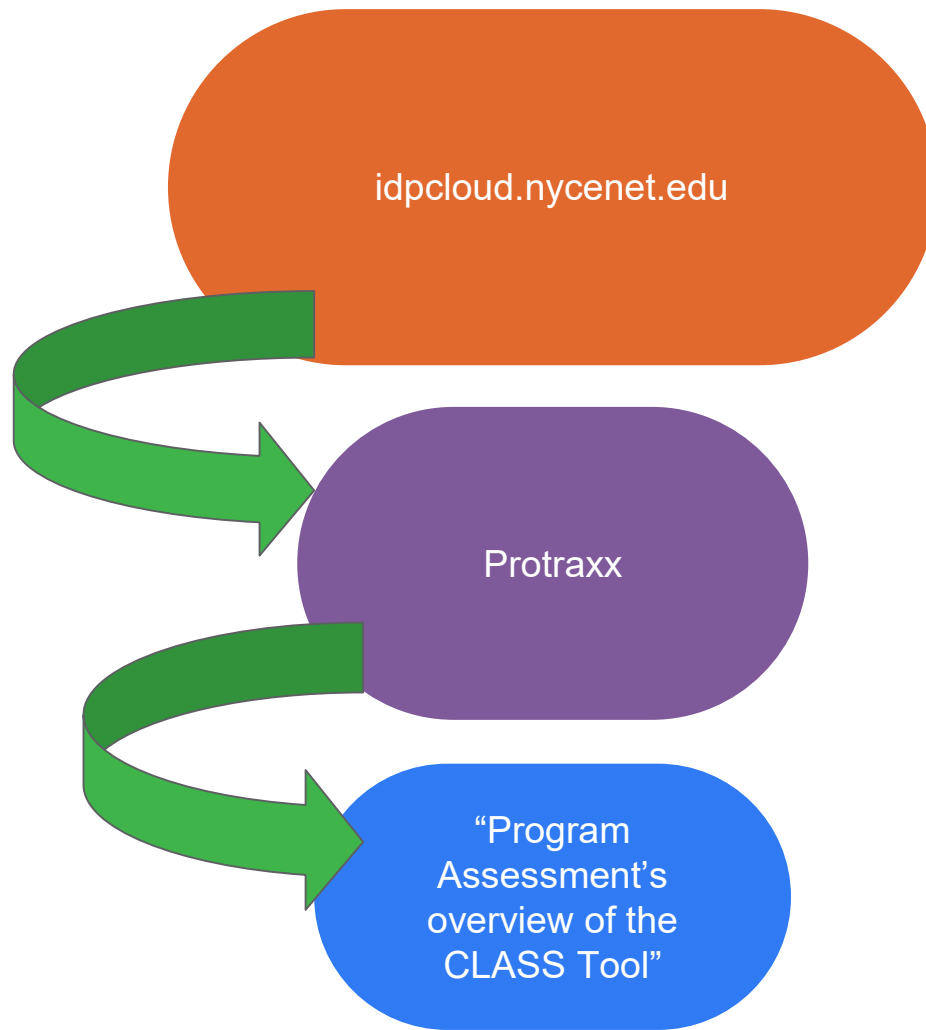 idpcloud.nycenet.edu
Protraxx
“Program
Assessment’s
overview of the
CLASS Tool”